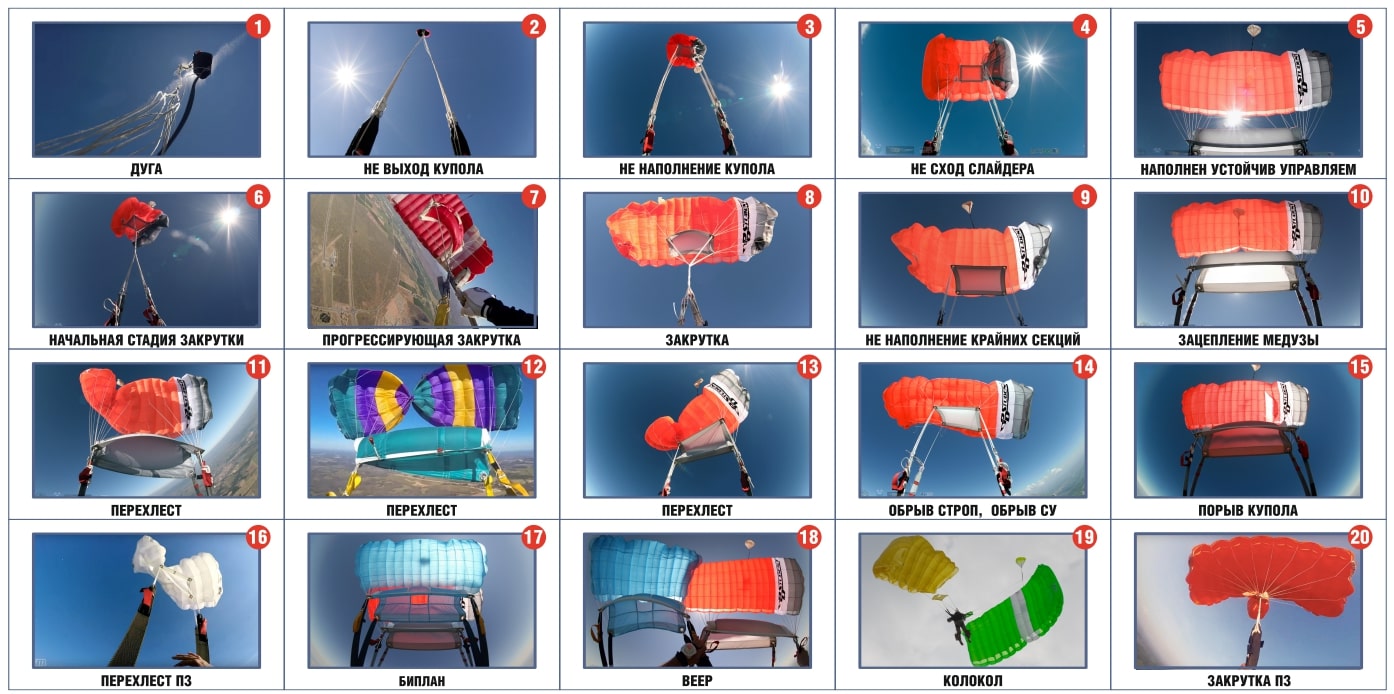 1
2
3
4
5
ДУГА
НЕ ВЫХОД КУПОЛА
НЕ НАПОЛНЕНИЕ КУПОЛА
НЕ СХОД СЛАЙДЕРА
НАПОЛНЕН УСТОЙЧИВ УПРАВЛЯЕМ
6
7
8
9
10
НАЧАЛЬНАЯ СТАДИЯ ЗАКРУТКИ
ПРОГРЕССИРУЮЩАЯ ЗАКРУТКА
ЗАКРУТКА
НЕ НАПОЛНЕНИЕ КРАЙНИХ СЕКЦИЙ
ЗАЦЕПЛЕНИЕ МЕДУЗЫ
11
12
13
14
15
ПЕРЕХЛЕСТ
ПЕРЕХЛЕСТ
ПЕРЕХЛЕСТ
ОБРЫВ СТРОП, ОБРЫВ СУ
ПОРЫВ КУПОЛА
16
17
18
19
20
ПЕРЕХЛЕСТ ПЗ
БИПЛАН
ВЕЕР
КОЛОКОЛ
ЗАКРУТКА ПЗ